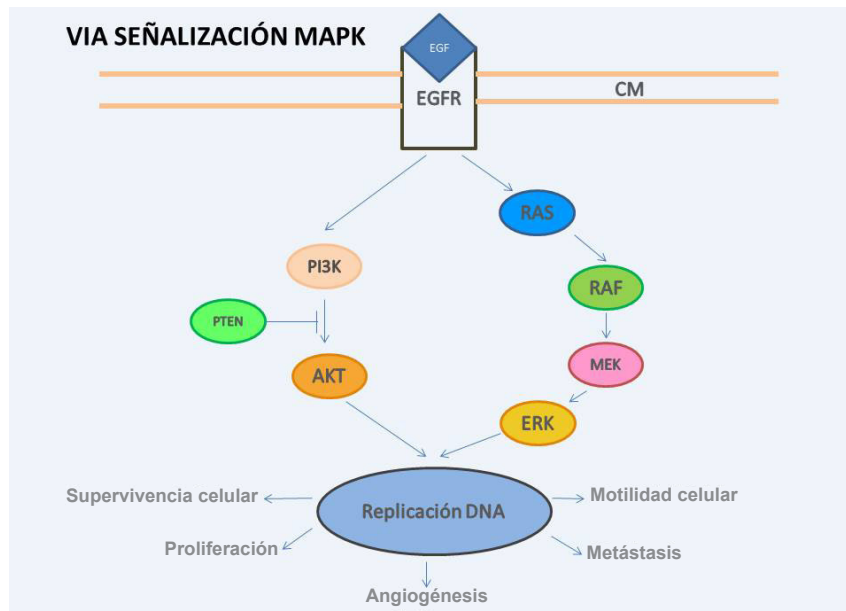 VIA SEÑALIZACIÓN MAPK
EGF
EGFR
CM
RAS
PI3K
RAF
PTEN
MEK
AKT
ERK
Supervivencia celular
Replicación DNA
Motilidad celular
Proliferación
Metástasis
Angiogénesis